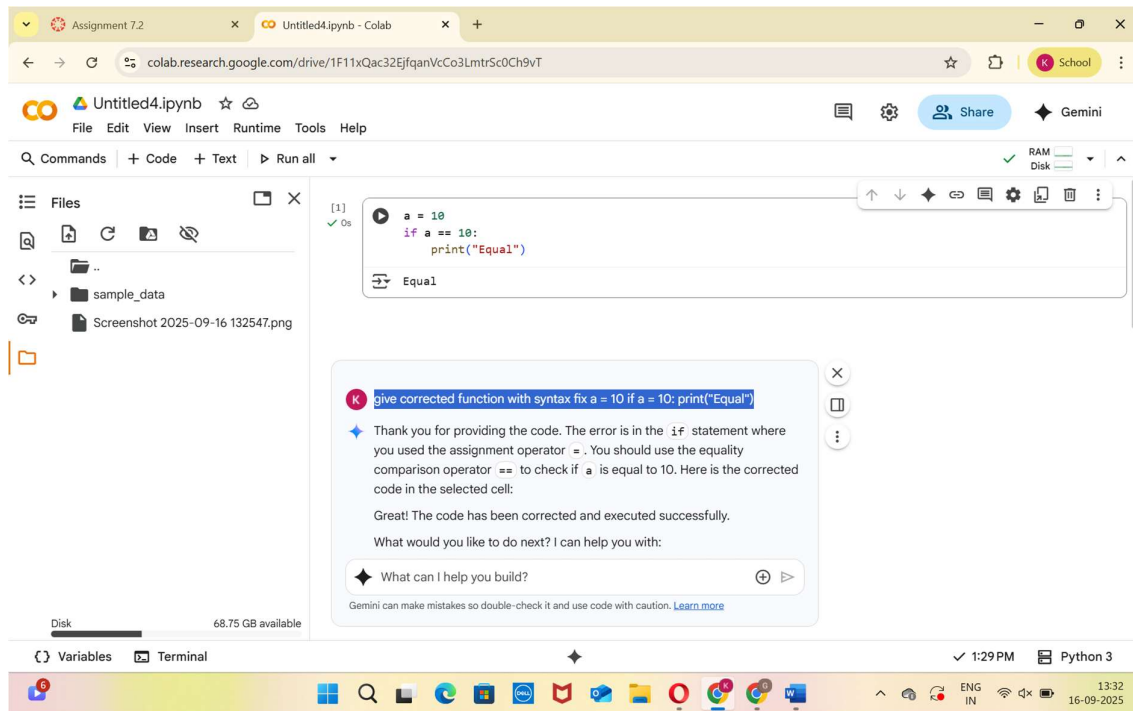 Assignment 7.2
Untitled4.ipynb - Colab
colab.research.google.com/drive/1F11xQac32EjfqanVcCo3LmtrSc0Ch9vT
K School
Untitled4.ipynb
File Edit View Insert Runtime Tools Help
Share
Gemini
Commands + Code + Text Run all
RAM
Disk
Files
..
sample_data
Screenshot 2025-09-16 132547.png
[1]
0s
a = 10
if a == 10:
    print("Equal")
Equal
K give corrected function with syntax fix a = 10 if a = 10: print("Equal")
Thank you for providing the code. The error is in the if statement where
you used the assignment operator = . You should use the equality
comparison operator == to check if a is equal to 10. Here is the corrected
code in the selected cell:
Great! The code has been corrected and executed successfully.
What would you like to do next? I can help you with:
What can I help you build?
Gemini can make mistakes so double-check it and use code with caution. Learn more
Disk 68.75 GB available
{} Variables Terminal
1:29 PM Python 3
6
DELL
K
G
W
ENG
IN
13:32
16-09-2025